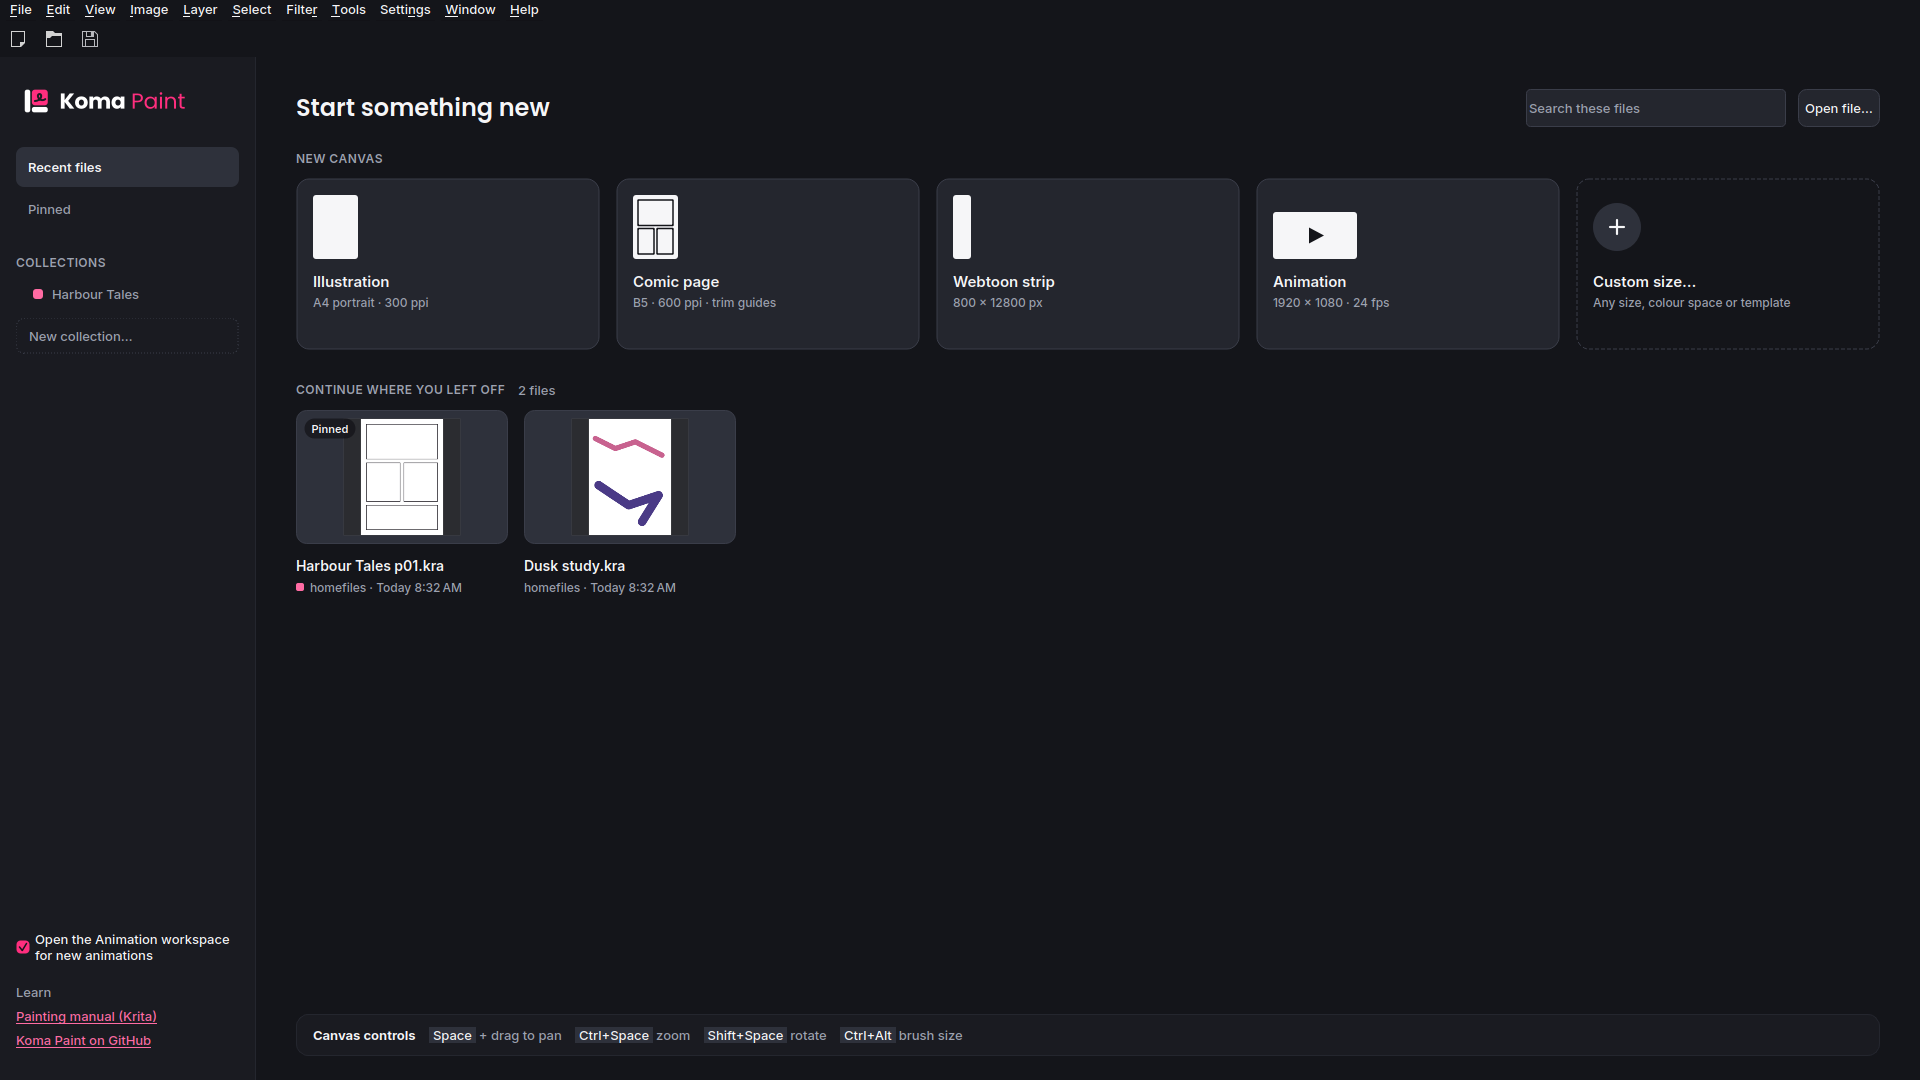 File Edit View Image Layer Select Filter Tools Settings Window Help
Koma Paint
Recent files
Pinned
COLLECTIONS
Harbour Tales
New collection...
Open the Animation workspace
for new animations
Learn
Painting manual (Krita)
Koma Paint on GitHub
Start something new
Search these files
Open file...
NEW CANVAS
Illustration
A4 portrait · 300 ppi
Comic page
B5 · 600 ppi · trim guides
Webtoon strip
800 × 12800 px
Animation
1920 × 1080 · 24 fps
Custom size...
Any size, colour space or template
CONTINUE WHERE YOU LEFT OFF 2 files
Pinned
Harbour Tales p01.kra
homefiles · Today 8:32 AM
Dusk study.kra
homefiles · Today 8:32 AM
Canvas controls Space + drag to pan Ctrl+Space zoom Shift+Space rotate Ctrl+Alt brush size